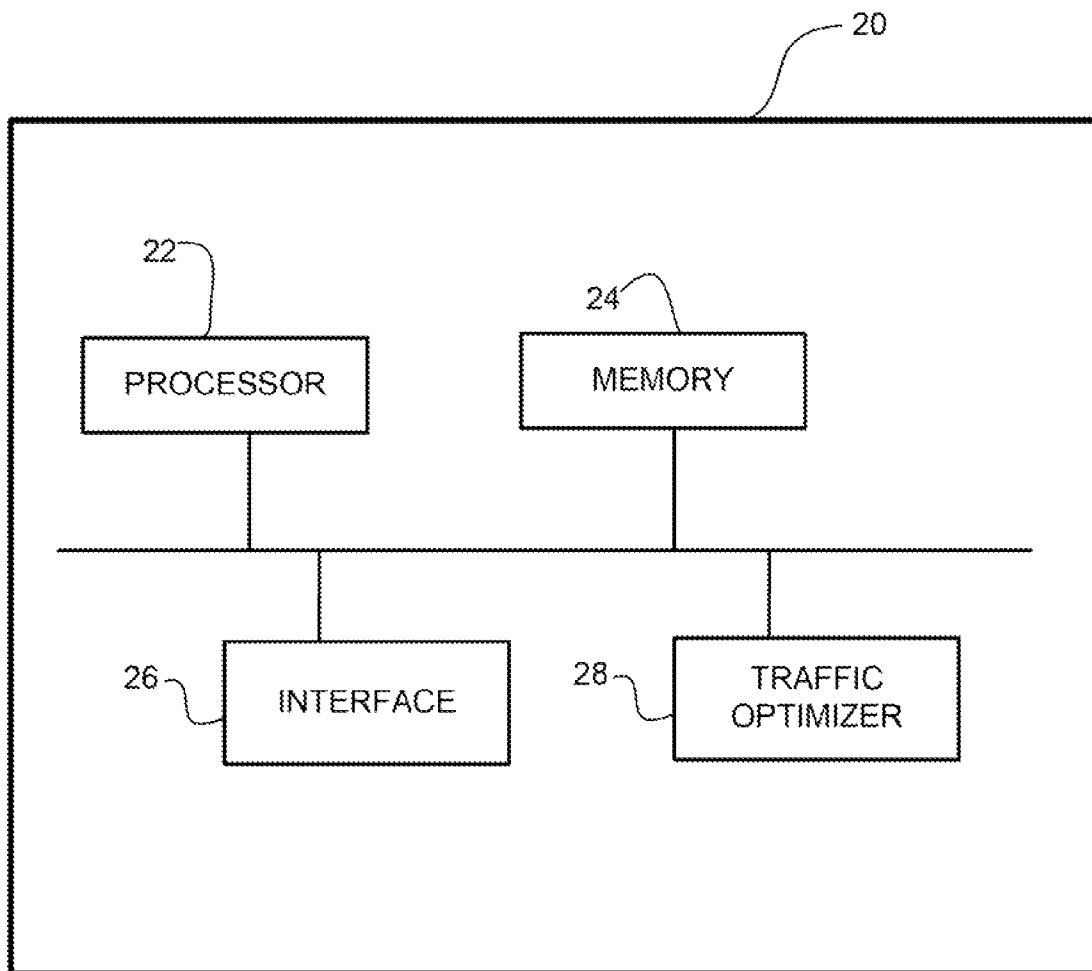 20
22
PROCESSOR
24
MEMORY
26
INTERFACE
28
TRAFFIC
OPTIMIZER